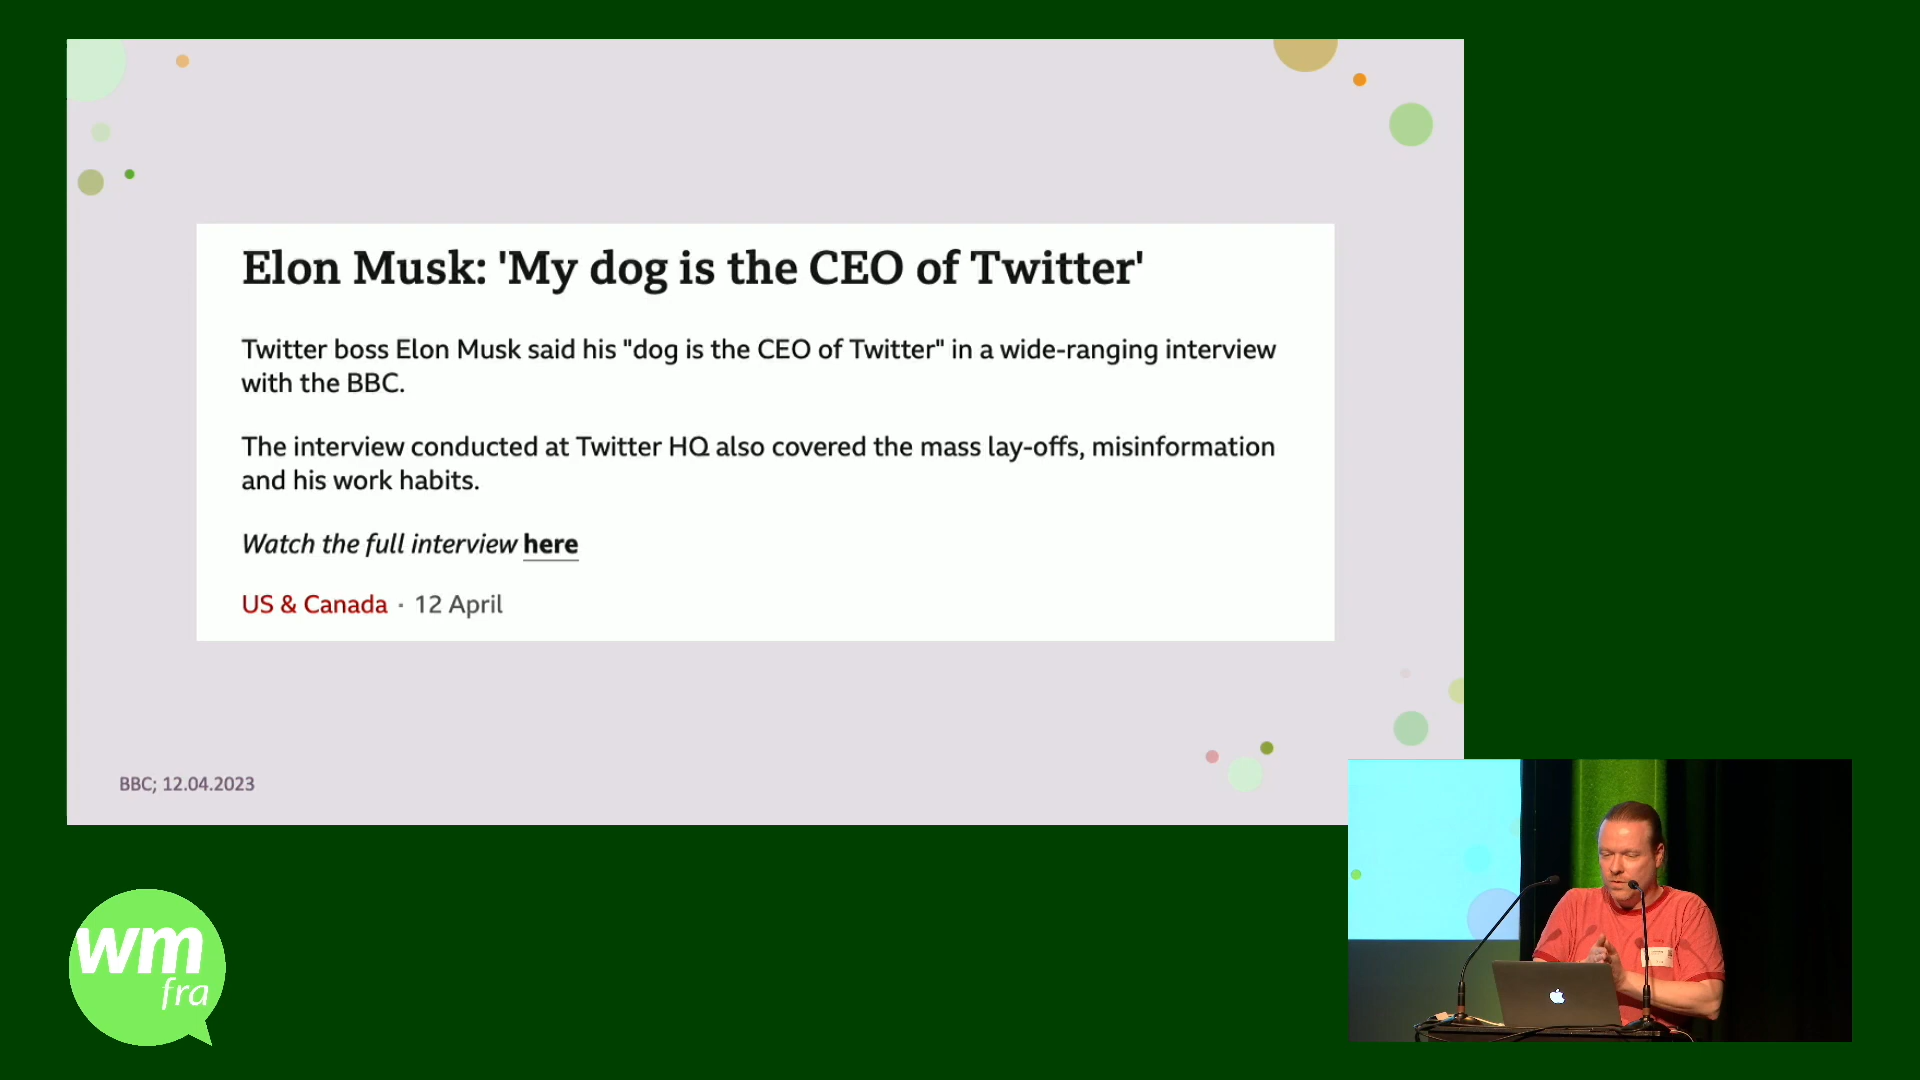 Elon Musk: 'My dog is the CEO of Twitter'
Twitter boss Elon Musk said his "dog is the CEO of Twitter" in a wide-ranging interview
with the BBC.
The interview conducted at Twitter HQ also covered the mass lay-offs, misinformation
and his work habits.
Watch the full interview here
US & Canada · 12 April
BBC; 12.04.2023
wm
fra